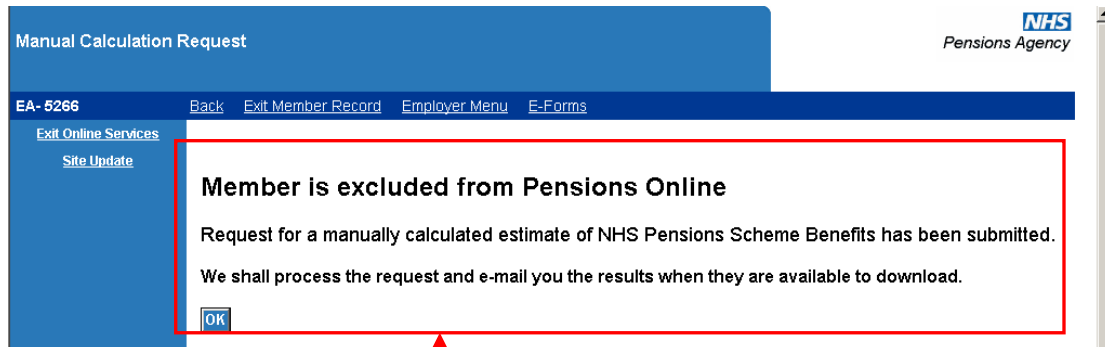 Manual Calculation Request
NHS
Pensions Agency
EA- 5266 Back Exit Member Record Employer Menu E-Forms
Exit Online Services
Site Update
Member is excluded from Pensions Online
Request for a manually calculated estimate of NHS Pensions Scheme Benefits has been submitted.
We shall process the request and e-mail you the results when they are available to download.
OK